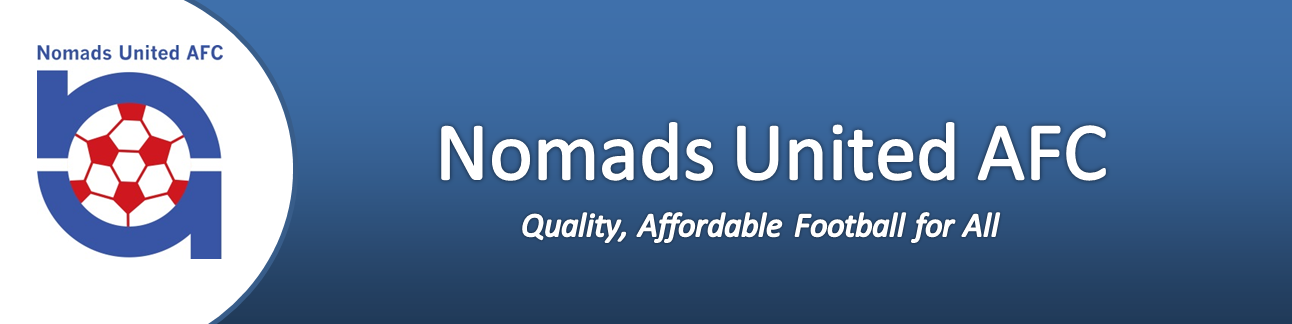 Nomads United AFC
Nomads United AFC
Quality, Affordable Football for All